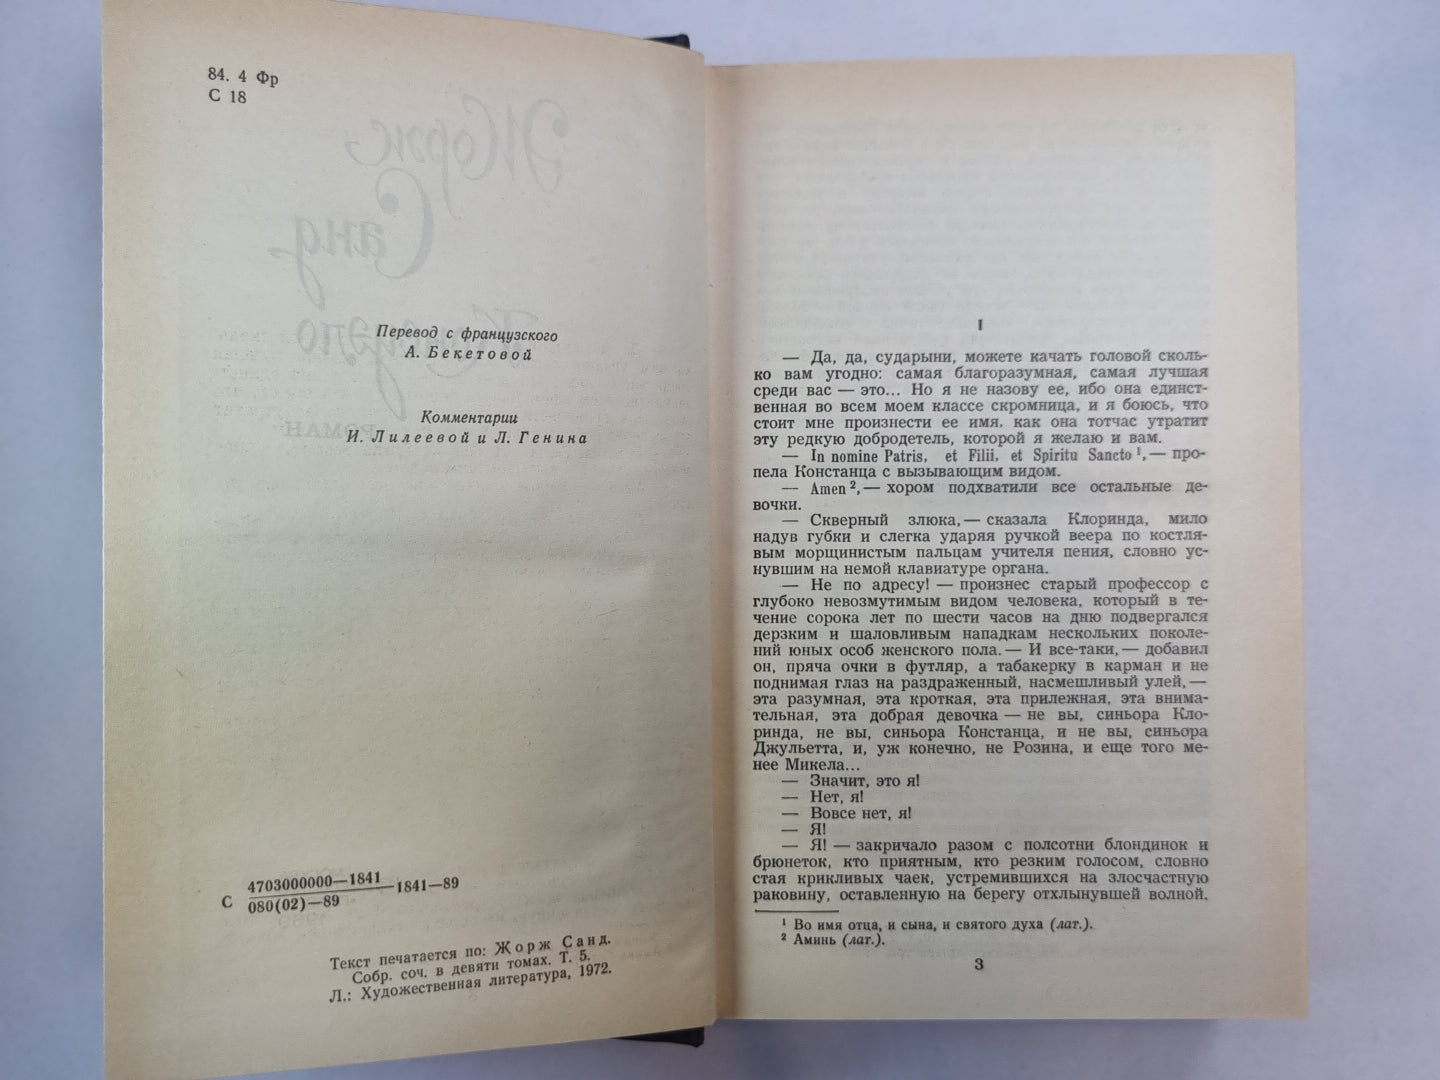 84. 4 Фр
С 18
Жорж
Санд
Перевод с французского
А. Бекетовой
Комментарии
И. Лилеевой и Л. Генина
РОМАН
С 4703000000—1841 1841—89
080(02)—89
Текст печатается по: Жорж Санд.
Собр. соч. в девяти томах. Т. 5.
Л.: Художественная литература, 1972.
I
— Да, да, сударыни, можете качать головой сколь-
ко вам угодно: самая благоразумная, самая лучшая
среди вас — это... Но я не назову ее, ибо она единст-
венная во всем моем классе скромница, и я боюсь, что
стоит мне произнести ее имя, как она тотчас утратит
эту редкую добродетель, которой я желаю и вам.
— In nomine Patris, et Filii, et Spiritu Sancto ¹,— про-
пела Констанца с вызывающим видом.
— Amen ²,— хором подхватили все остальные де-
вочки.
— Скверный злюка,— сказала Клоринда, мило
надув губки и слегка ударяя ручкой веера по костля-
вым морщинистым пальцам учителя пения, словно ус-
нувшим на немой клавиатуре органа.
— Не по адресу! — произнес старый профессор с
глубоко невозмутимым видом человека, который в те-
чение сорока лет по шести часов на дню подвергался
дерзким и шаловливым нападкам нескольких поколе-
ний юных особ женского пола.— И все-таки,— добавил
он, пряча очки в футляр, а табакерку в карман и не
поднимая глаз на раздраженный, насмешливый улей,—
эта разумная, эта кроткая, эта прилежная, эта внима-
тельная, эта добрая девочка — не вы, синьора Кло-
ринда, не вы, синьора Констанца, и не вы, синьора
Джульетта, и, уж конечно, не Розина, и еще того ме-
нее Микела...
— Значит, это я!
— Нет, я!
— Вовсе нет, я!
— Я!
— Я! — закричало разом с полсотни блондинок и
брюнеток, кто приятным, кто резким голосом, словно
стая крикливых чаек, устремившихся на злосчастную
раковину, оставленную на берегу отхлынувшей волной.
¹ Во имя отца, и сына, и святого духа (лат.).
² Аминь (лат.).
3